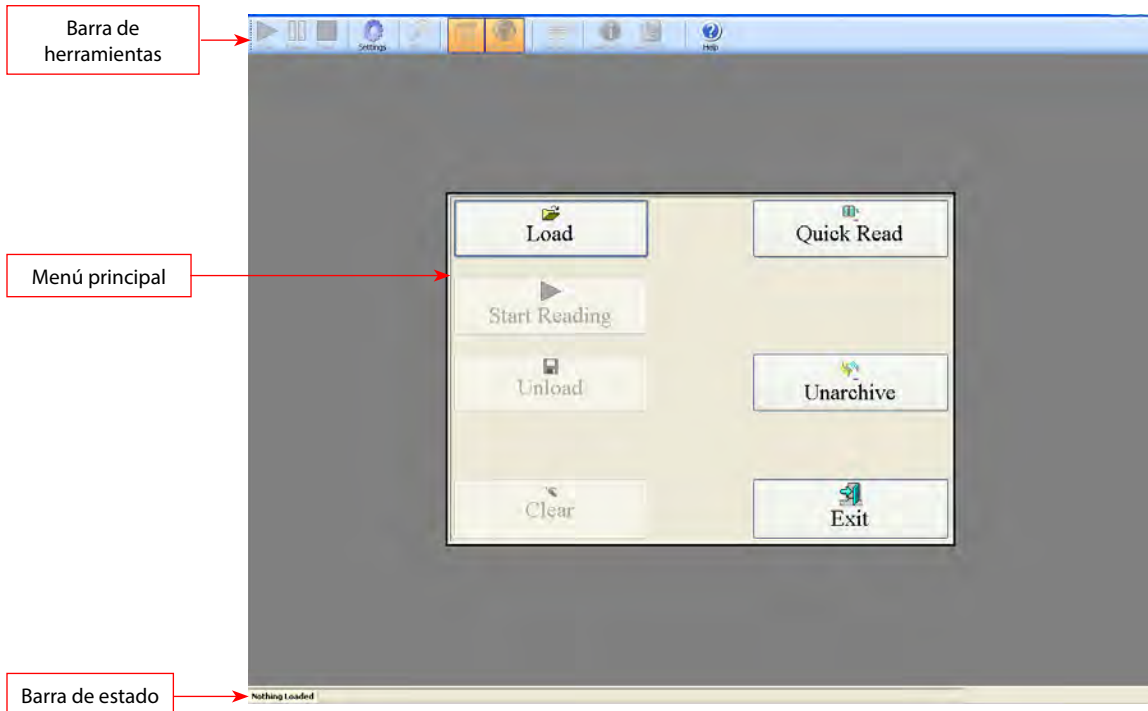 Barra de
herramientas
Settings
Help
Load
Quick Read
Menú principal
Start Reading
Unload
Unarchive
Clear
Exit
Barra de estado
Nothing Loaded